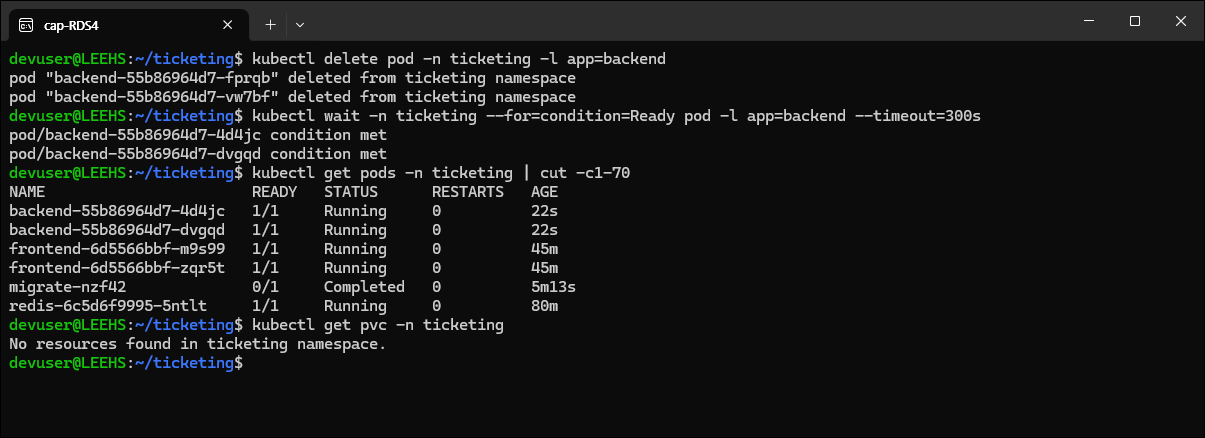 cap-RDS4
devuser@LEEHS:~/ticketing$ kubectl delete pod -n ticketing -l app=backend
pod "backend-55b86964d7-fprqb" deleted from ticketing namespace
pod "backend-55b86964d7-vw7bf" deleted from ticketing namespace
devuser@LEEHS:~/ticketing$ kubectl wait -n ticketing --for=condition=Ready pod -l app=backend --timeout=300s
pod/backend-55b86964d7-4d4jc condition met
pod/backend-55b86964d7-dvgqd condition met
devuser@LEEHS:~/ticketing$ kubectl get pods -n ticketing | cut -c1-70
NAME                       READY   STATUS      RESTARTS   AGE
backend-55b86964d7-4d4jc   1/1     Running     0          22s
backend-55b86964d7-dvgqd   1/1     Running     0          22s
frontend-6d5566bbf-m9s99   1/1     Running     0          45m
frontend-6d5566bbf-zqr5t   1/1     Running     0          45m
migrate-nzf42              0/1     Completed   0          5m13s
redis-6c5d6f9995-5ntlt     1/1     Running     0          80m
devuser@LEEHS:~/ticketing$ kubectl get pvc -n ticketing
No resources found in ticketing namespace.
devuser@LEEHS:~/ticketing$